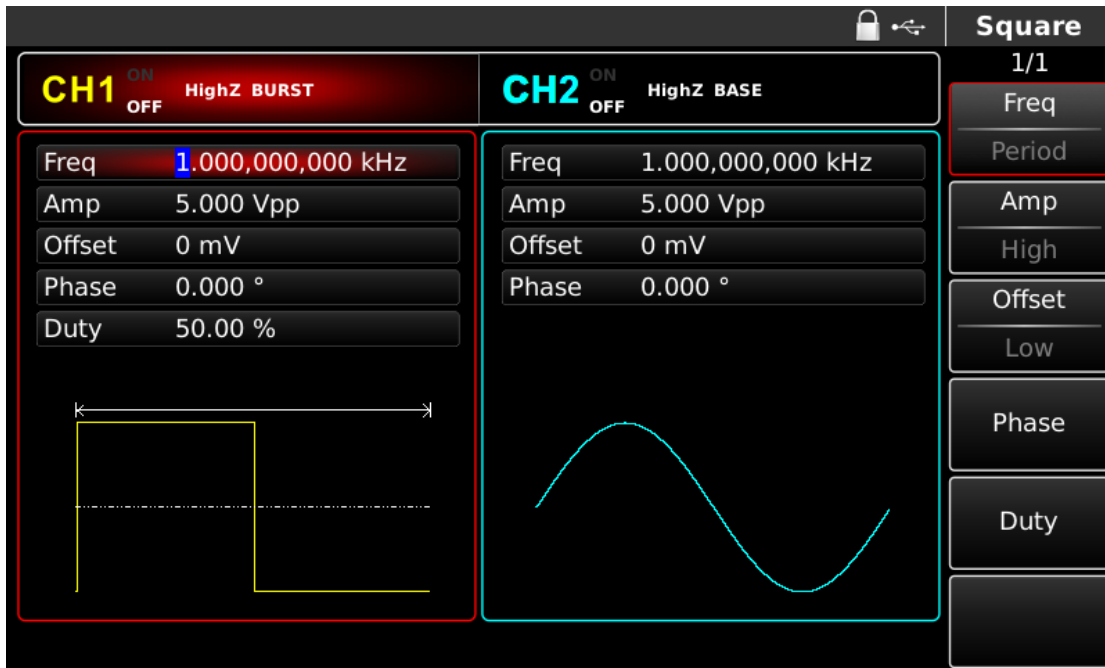 Square
1/1
CH1 ON OFF HighZ BURST
CH2 ON OFF HighZ BASE
Freq 1.000,000,000 kHz
Amp 5.000 Vpp
Offset 0 mV
Phase 0.000 °
Duty 50.00 %
Freq 1.000,000,000 kHz
Amp 5.000 Vpp
Offset 0 mV
Phase 0.000 °
Freq
Period
Amp
High
Offset
Low
Phase
Duty